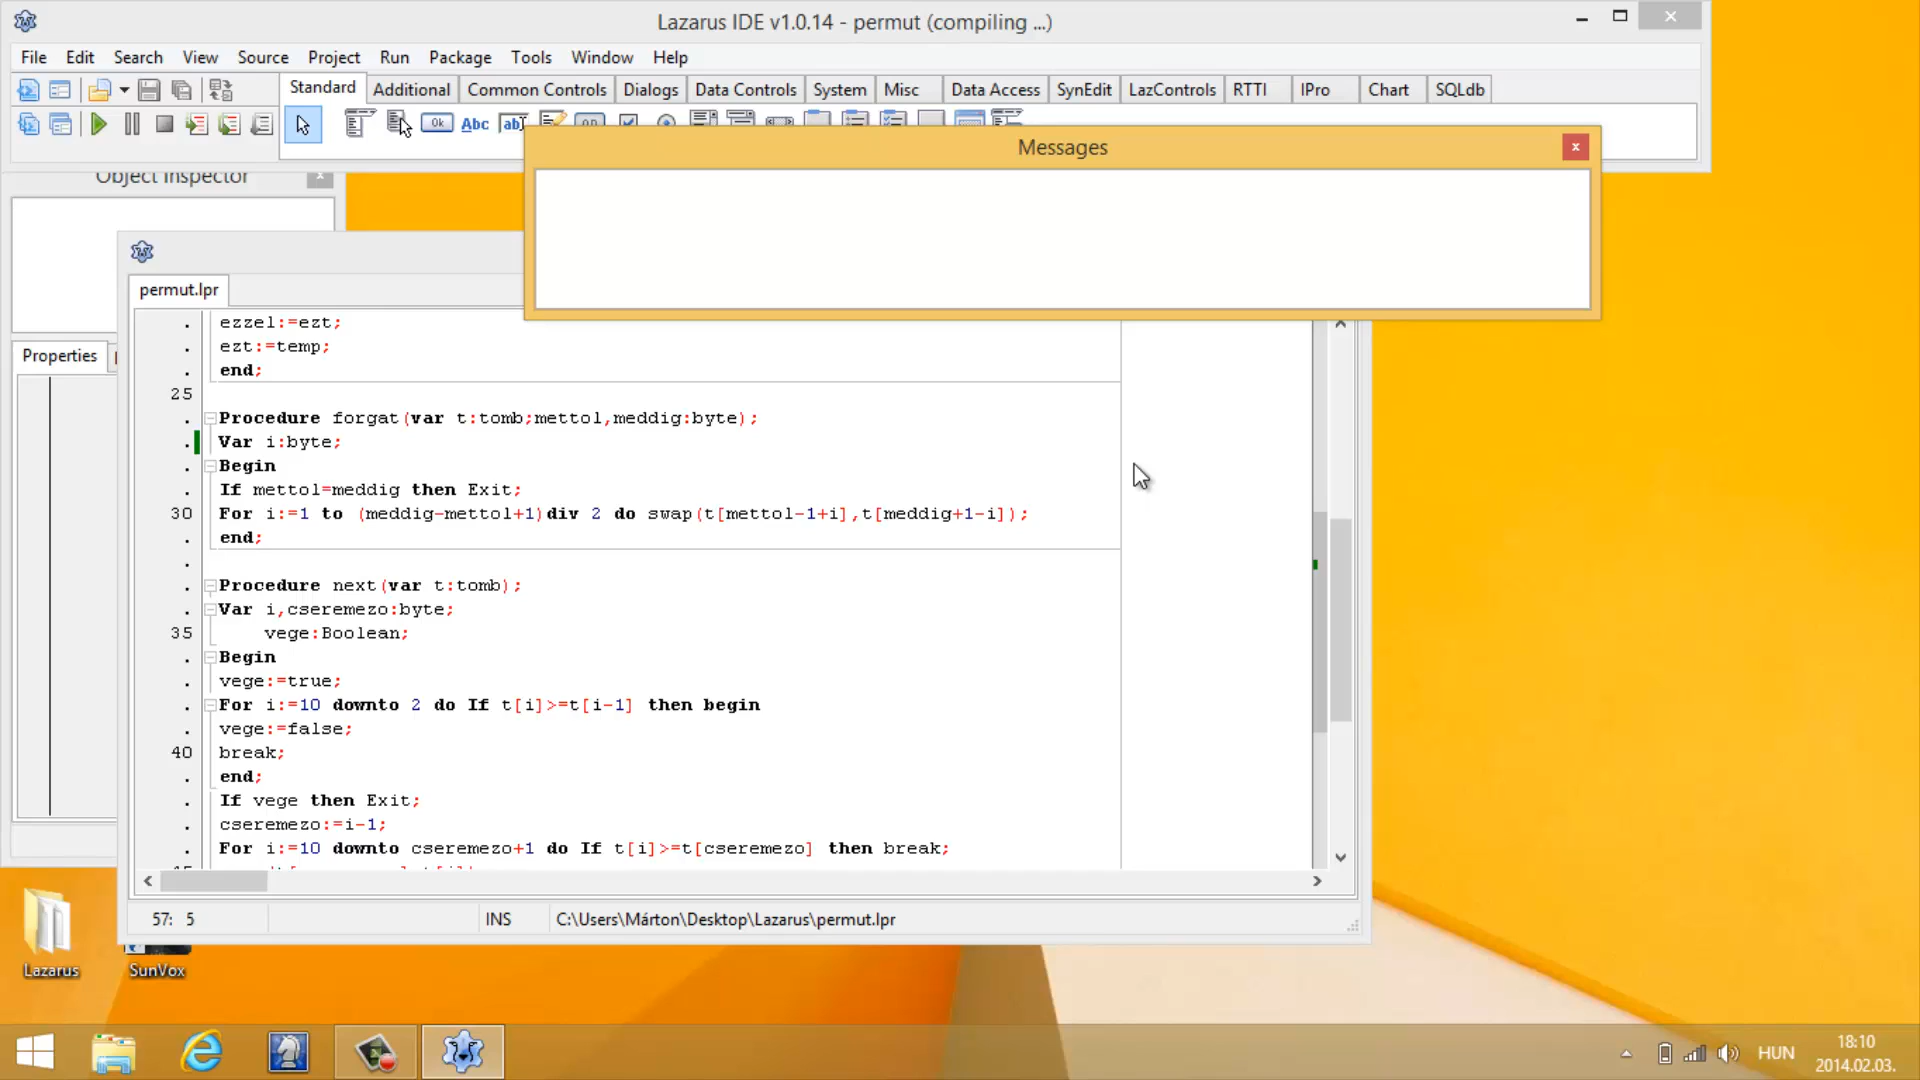 Lazarus IDE v1.0.14 - permut (compiling ...)
File Edit Search View Source Project Run Package Tools Window Help
Standard Additional Common Controls Dialogs Data Controls System Misc Data Access SynEdit LazControls RTTI IPro Chart SQLdb
Ok Abc
Messages
Object Inspector
Properties
permut.lpr
ezzel:=ezt;
ezt:=temp;
end;
25
Procedure forgat(var t:tomb;mettol,meddig:byte);
Var i:byte;
Begin
If mettol=meddig then Exit;
30 For i:=1 to (meddig-mettol+1)div 2 do swap(t[mettol-1+i],t[meddig+1-i]);
end;
Procedure next(var t:tomb);
Var i,cseremezo:byte;
35 vege:Boolean;
Begin
vege:=true;
For i:=10 downto 2 do If t[i]>=t[i-1] then begin
vege:=false;
40 break;
end;
If vege then Exit;
cseremezo:=i-1;
For i:=10 downto cseremezo+1 do If t[i]>=t[cseremezo] then break;
57: 5 INS C:\Users\Márton\Desktop\Lazarus\permut.lpr
Lazarus
SunVox
HUN
18:10
2014.02.03.